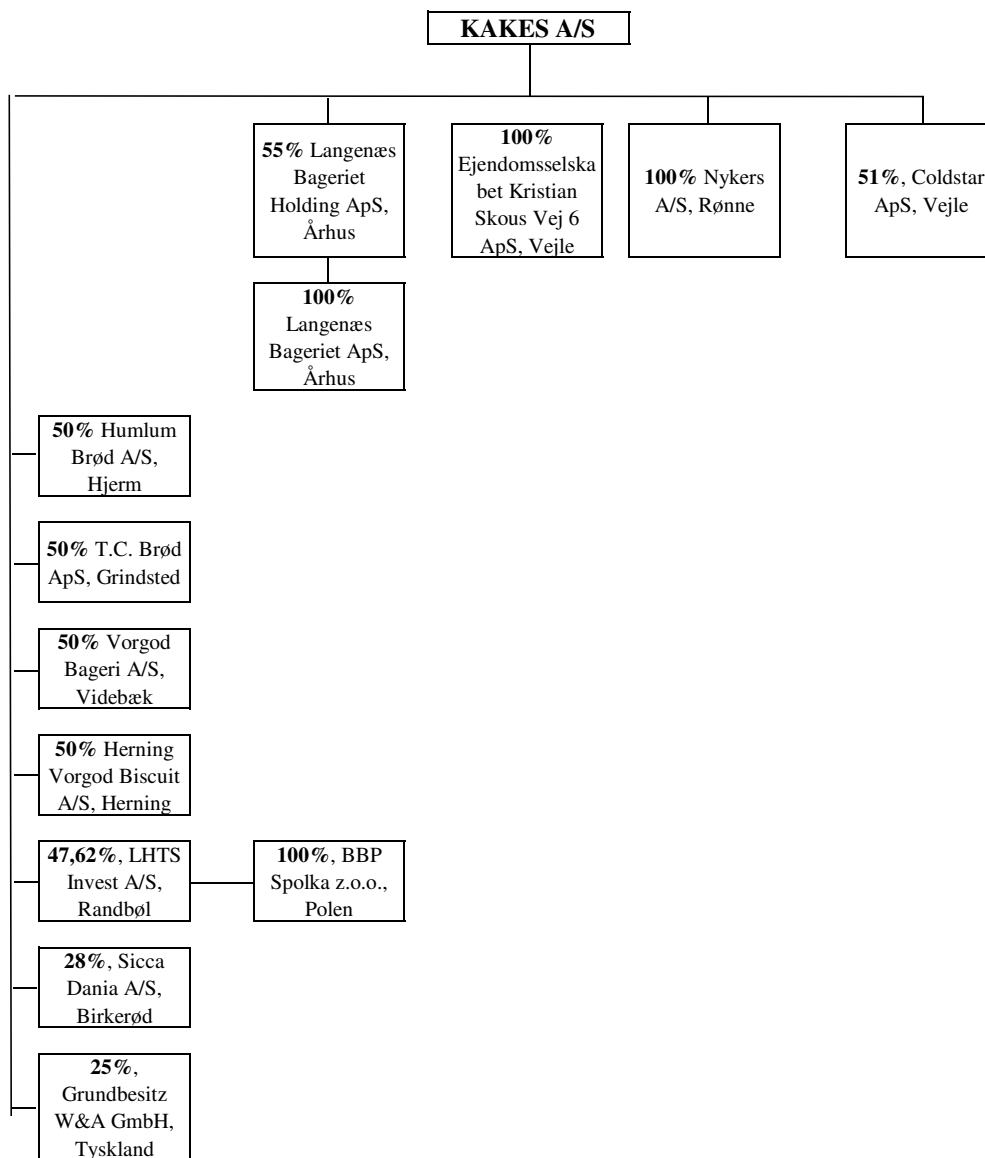 KAKES A/S
55% Langenæs
Bageriet
Holding ApS,
Århus
100%
Ejendomsselska
bet Kristian
Skous Vej 6
ApS, Vejle
100% Nykers
A/S, Rønne
51%, Coldstar
ApS, Vejle
100%
Langenæs
Bageriet ApS,
Århus
50% Humlum
Brød A/S,
Hjerm
50% T.C. Brød
ApS, Grindsted
50% Vorgod
Bageri A/S,
Videbæk
50% Herning
Vorgod Biscuit
A/S, Herning
47,62%, LHTS
Invest A/S,
Randbøl
100%, BBP
Spolka z.o.o.,
Polen
28%, Sicca
Dania A/S,
Birkerød
25%,
Grundbesitz
W&A GmbH,
Tyskland